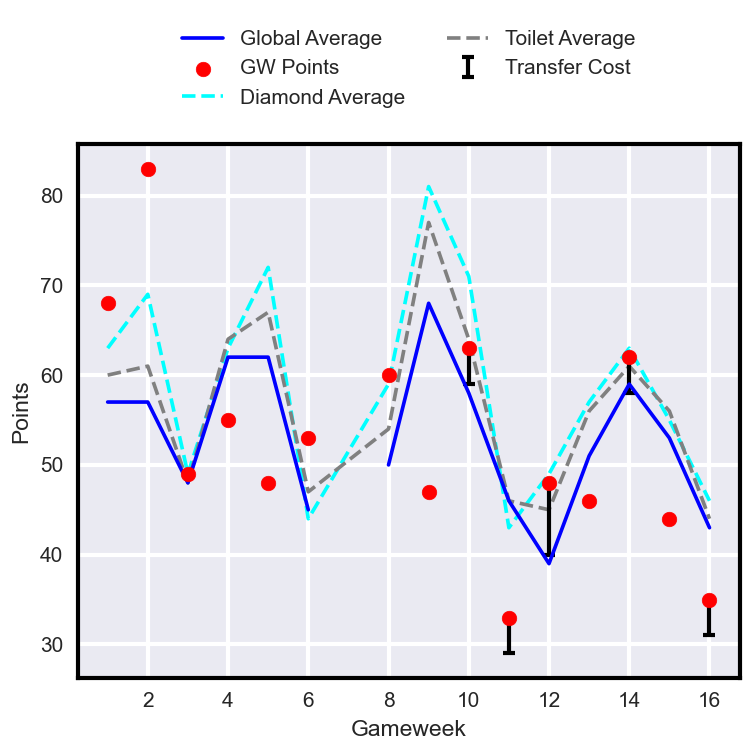 Global Average
GW Points
Diamond Average
Toilet Average
Transfer Cost
80
70
60
50
40
30
Points
2 4 6 8 10 12 14 16
Gameweek